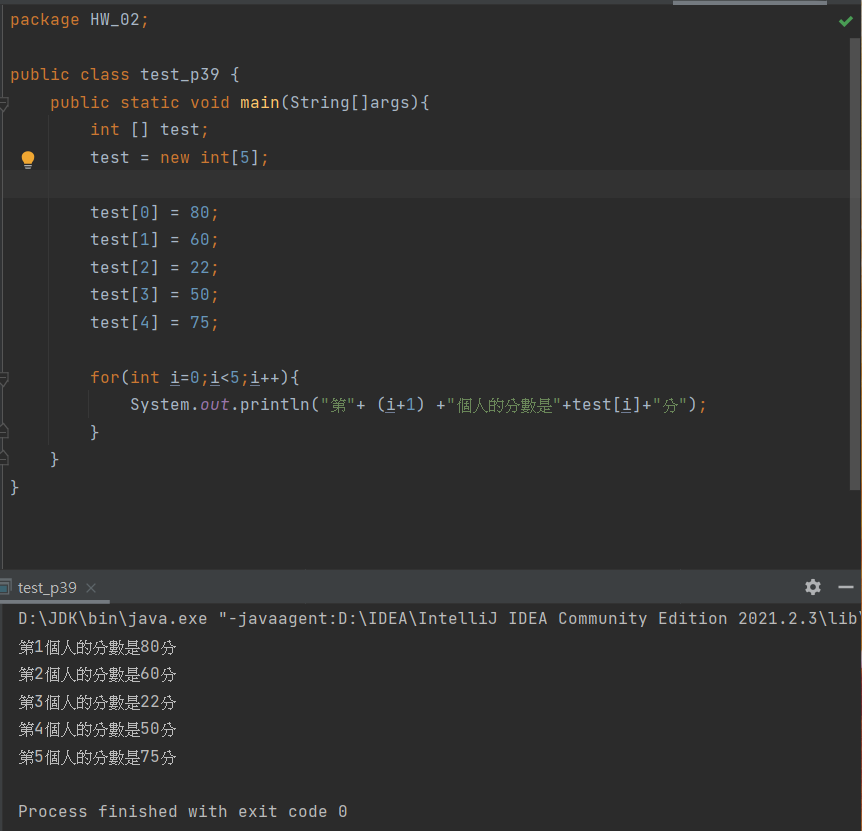 package HW_02;
public class test_p39 {
public static void main(String[]args){
int [] test;
test = new int[5];
test[0] = 80;
test[1] = 60;
test[2] = 22;
test[3] = 50;
test[4] = 75;
for(int i=0;i<5;i++){
System.out.println("第"+ (i+1) +"個人的分數是"+test[i]+"分");
}
}
}
test_p39
D:\JDK\bin\java.exe "-javaagent:D:\IDEA\IntelliJ IDEA Community Edition 2021.2.3\lib\
第1個人的分數是80分
第2個人的分數是60分
第3個人的分數是22分
第4個人的分數是50分
第5個人的分數是75分
Process finished with exit code 0